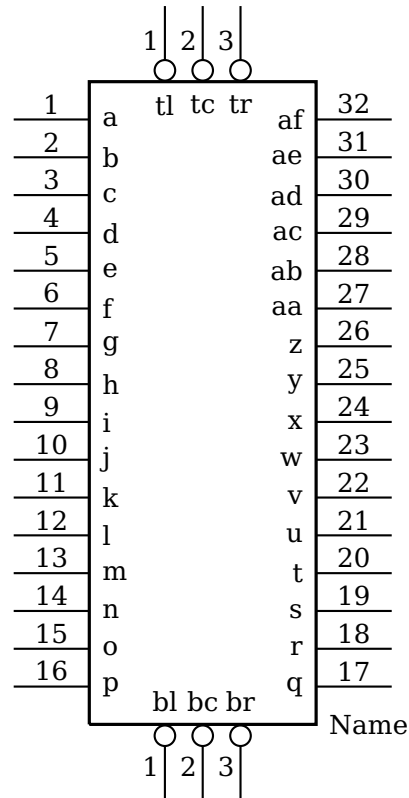 1 2 3
tl tc tr
1 a af 32
2 b ae 31
3 c ad 30
4 d ac 29
5 e ab 28
6 f aa 27
7 g z 26
8 h y 25
9 i x 24
10 j w 23
11 k v 22
12 l u 21
13 m t 20
14 n s 19
15 o r 18
16 p q 17
bl bc br
Name
1 2 3